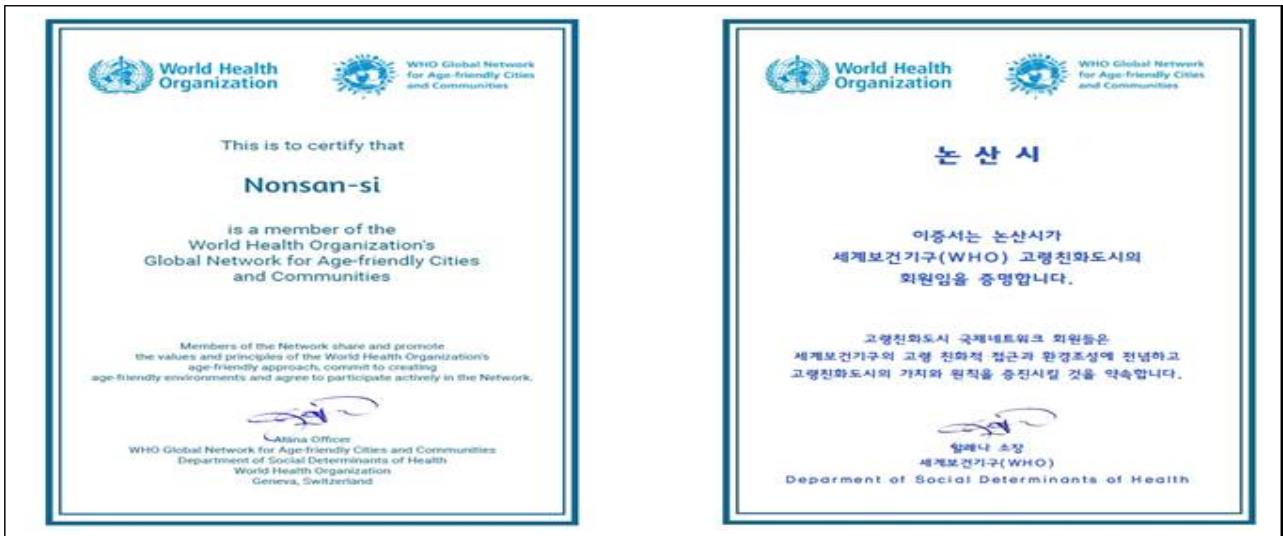 World Health
Organization
WHO Global Network
for Age-friendly Cities
and Communities
This is to certify that
Nonsan-si
is a member of the
World Health Organization's
Global Network for Age-friendly Cities
and Communities
Members of the Network share and promote
the values and principles of the World Health Organization's
age-friendly approach, commit to creating
age-friendly environments and agree to participate actively in the Network.
Alana Officer
WHO Global Network for Age-friendly Cities and Communities
Department of Social Determinants of Health
World Health Organization
Geneva, Switzerland
World Health
Organization
WHO Global Network
for Age-friendly Cities
and Communities
논 산 시
이증서는 논산시가
세계보건기구(WHO) 고령친화도시의
회원임을 증명합니다.
고령친화도시 국제네트워크 회원들은
세계보건기구의 고령 친화적 접근과 환경조성에 전념하고
고령친화도시의 가치와 원칙을 증진시킬 것을 약속합니다.
알레나 소장
세계보건기구(WHO)
Deparment of Social Determinants of Health